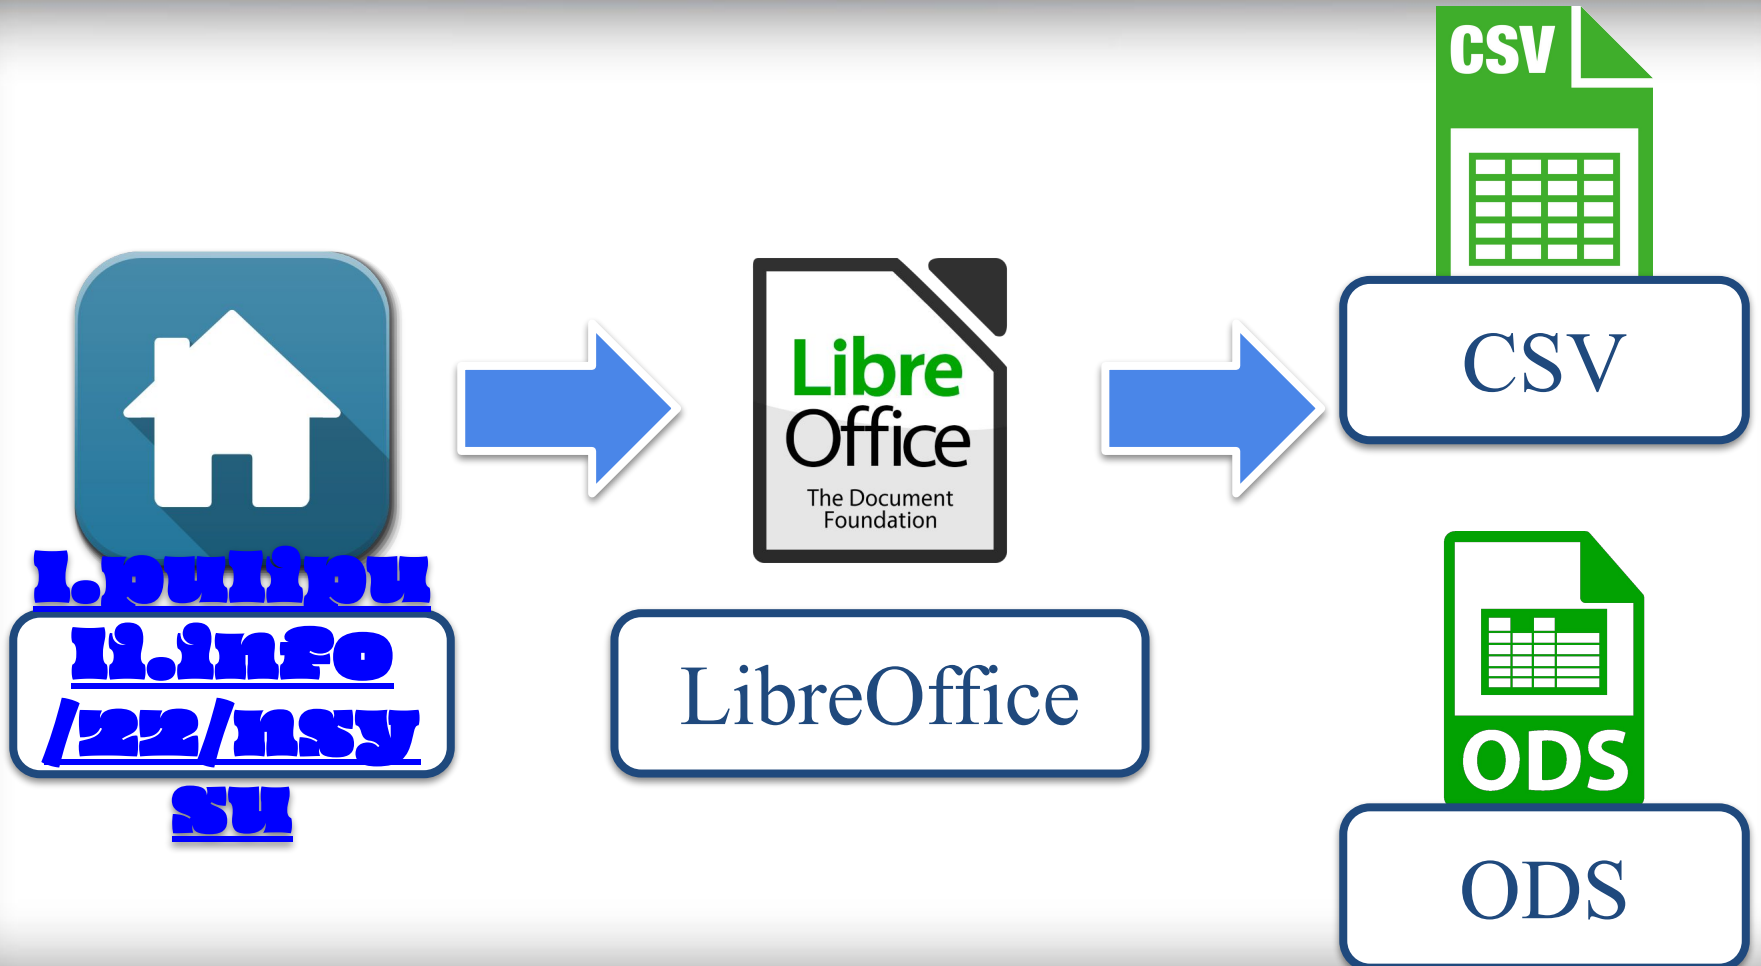 l.pulipu
li.info
/22/nsy
su
Libre
Office
The Document
Foundation
LibreOffice
CSV
CSV
ODS
ODS